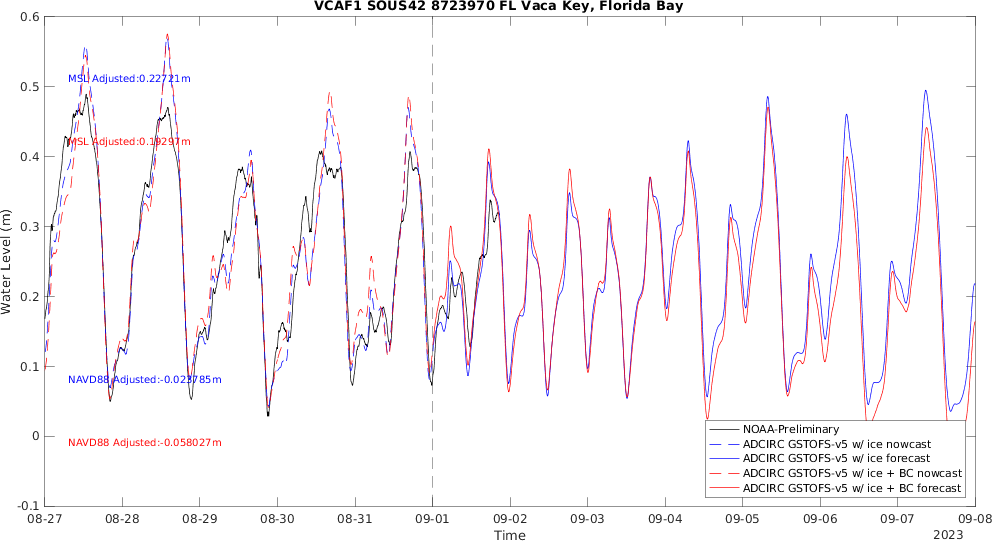 VCAF1 SOUS42 8723970 FL Vaca Key, Florida Bay
0.6
0.5
0.4
0.3
0.2
0.1
0
-0.1
Water Level (m)
MSL Adjusted:0.22721m
MSL Adjusted:0.19297m
NAVD88 Adjusted:-0.023785m
NAVD88 Adjusted:-0.058027m
NOAA-Preliminary
ADCIRC GSTOFS-v5 w/ ice nowcast
ADCIRC GSTOFS-v5 w/ ice forecast
ADCIRC GSTOFS-v5 w/ ice + BC nowcast
ADCIRC GSTOFS-v5 w/ ice + BC forecast
08-27 08-28 08-29 08-30 08-31 09-01 09-02 09-03 09-04 09-05 09-06 09-07 09-08
Time
2023